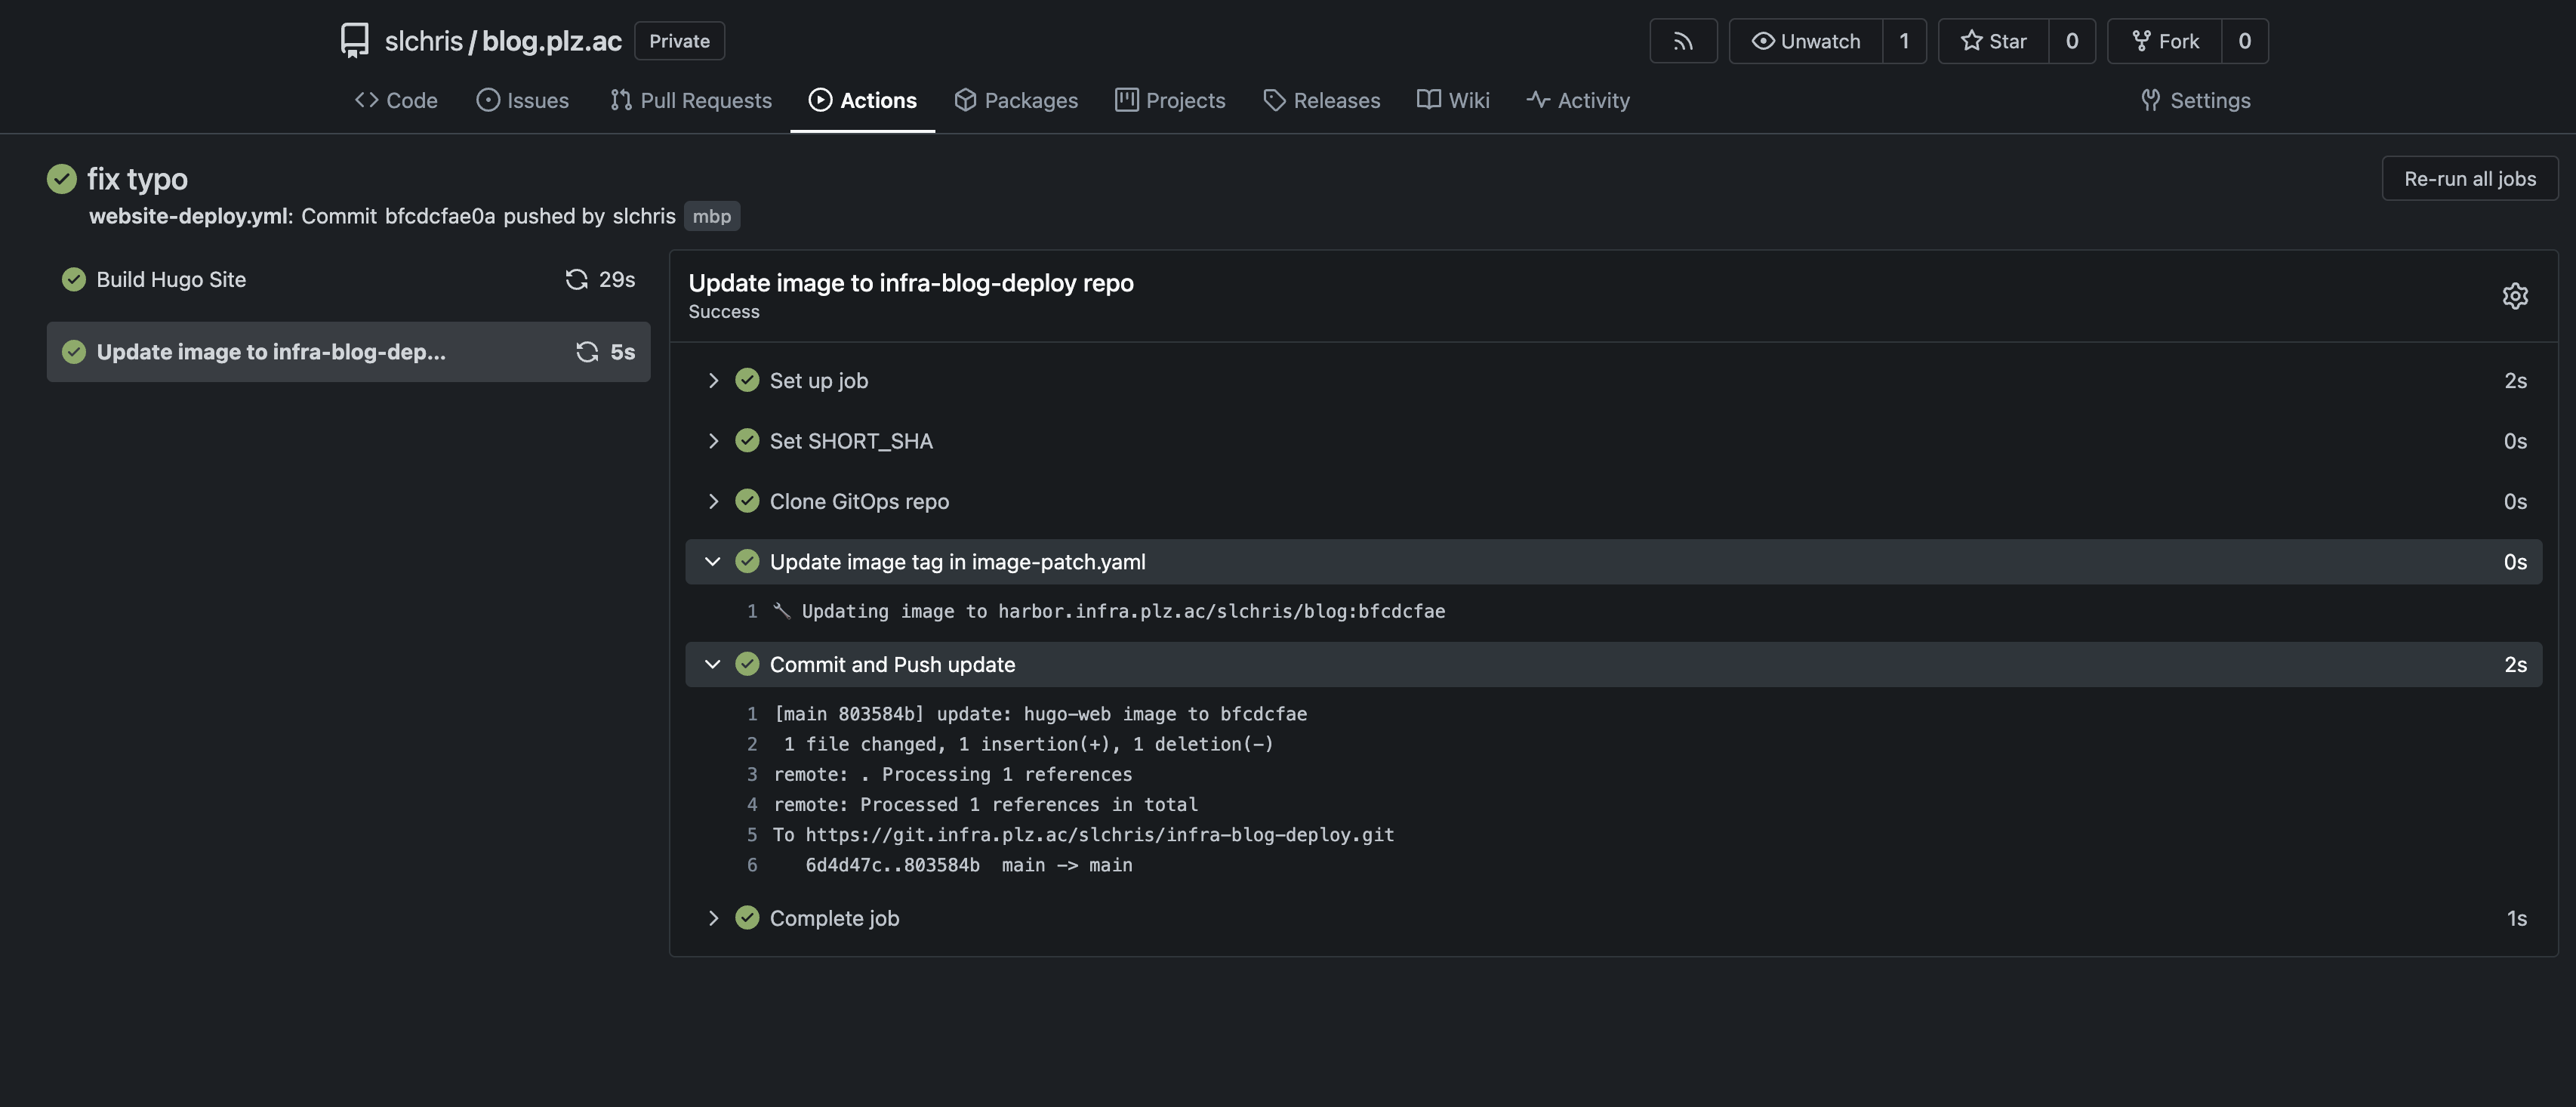 slchris / blog.plz.ac Private
Unwatch 1 Star 0 Fork 0
Code Issues Pull Requests Actions Packages Projects Releases Wiki Activity Settings
fix typo
Re-run all jobs
website-deploy.yml: Commit bfcdcfae0a pushed by slchris mbp
Build Hugo Site 29s
Update image to infra-blog-dep... 5s
Update image to infra-blog-deploy repo
Success
Set up job 2s
Set SHORT_SHA 0s
Clone GitOps repo 0s
Update image tag in image-patch.yaml 0s
1 Updating image to harbor.infra.plz.ac/slchris/blog:bfcdcfae
Commit and Push update 2s
1 [main 803584b] update: hugo-web image to bfcdcfae
2 1 file changed, 1 insertion(+), 1 deletion(-)
3 remote: . Processing 1 references
4 remote: Processed 1 references in total
5 To https://git.infra.plz.ac/slchris/infra-blog-deploy.git
6 6d4d47c..803584b main -> main
Complete job 1s